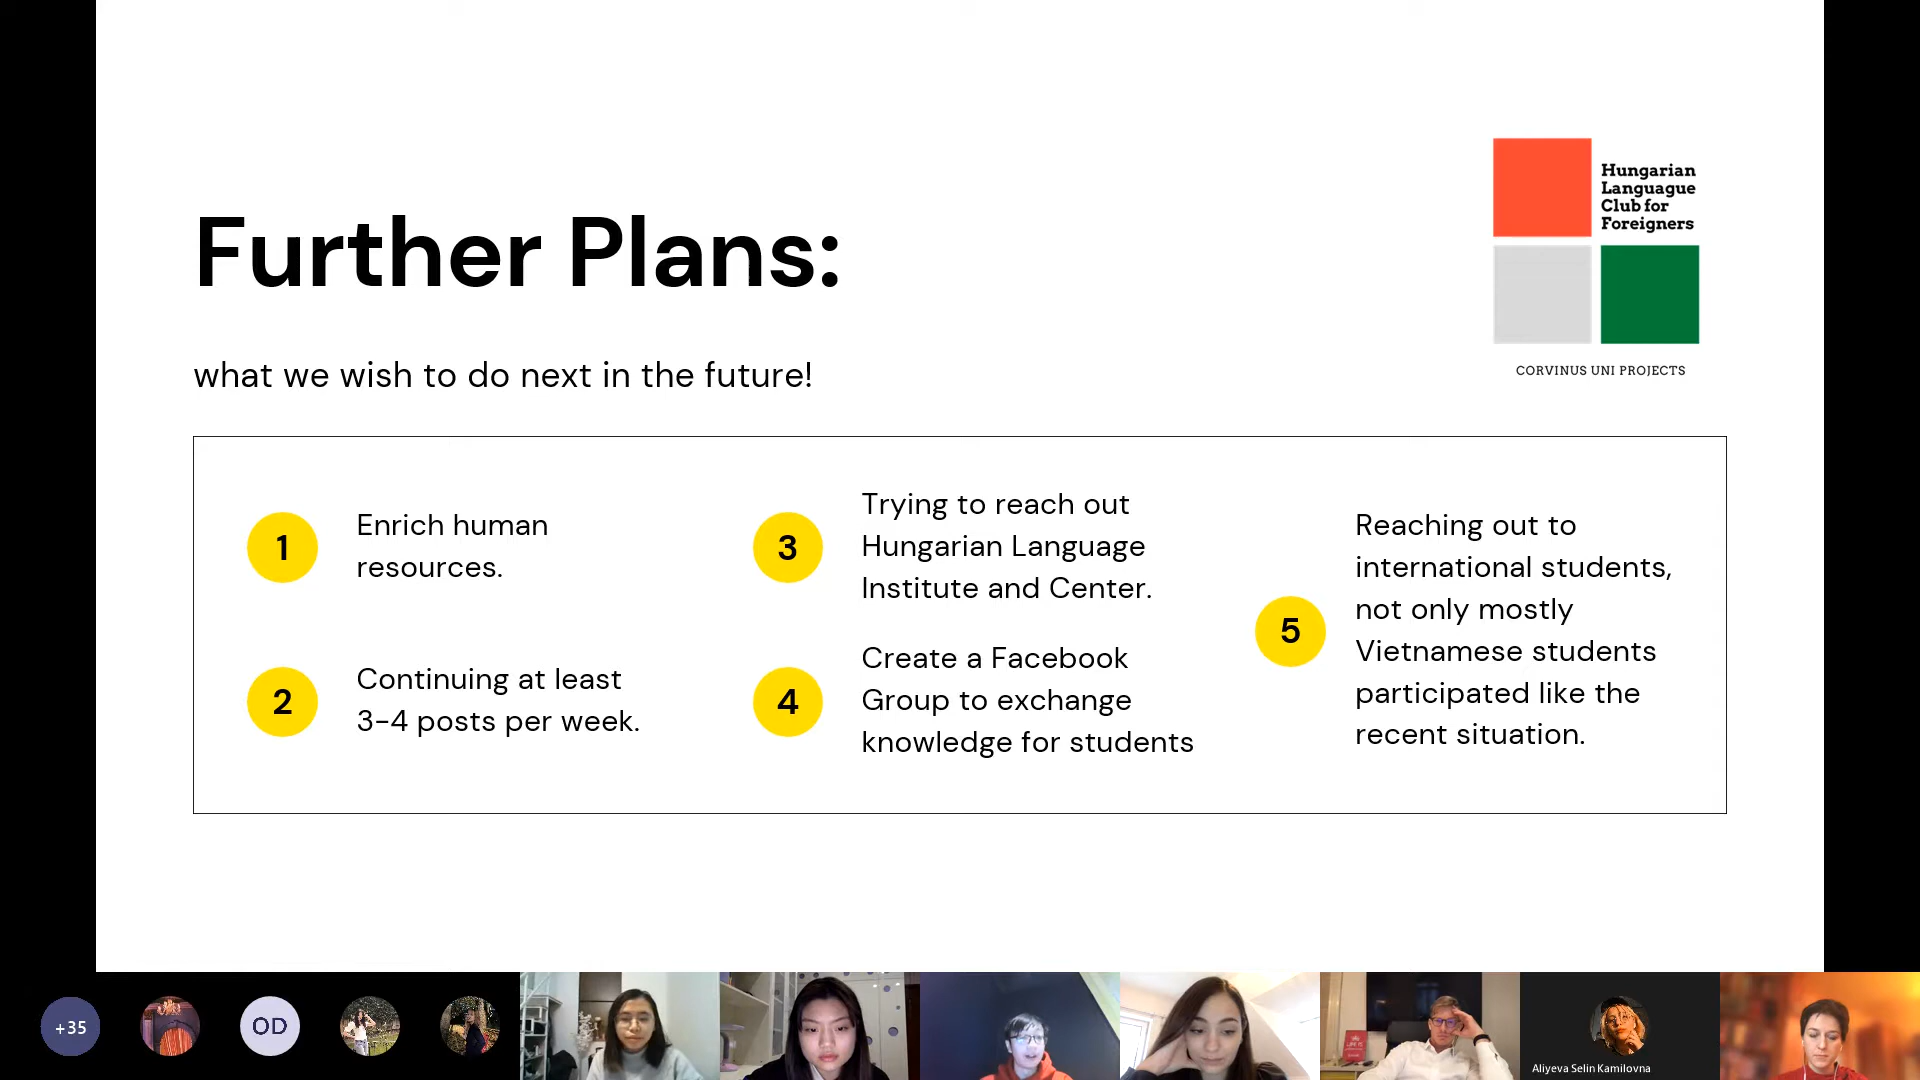 Hungarian
Languague
Club for
Foreigners
CORVINUS UNI PROJECTS
Further Plans:
what we wish to do next in the future!
1
Enrich human
resources.
2
Continuing at least
3-4 posts per week.
3
Trying to reach out
Hungarian Language
Institute and Center.
4
Create a Facebook
Group to exchange
knowledge for students
5
Reaching out to
international students,
not only mostly
Vietnamese students
participated like the
recent situation.
+35
OD
Aliyeva Selin Kamilovna